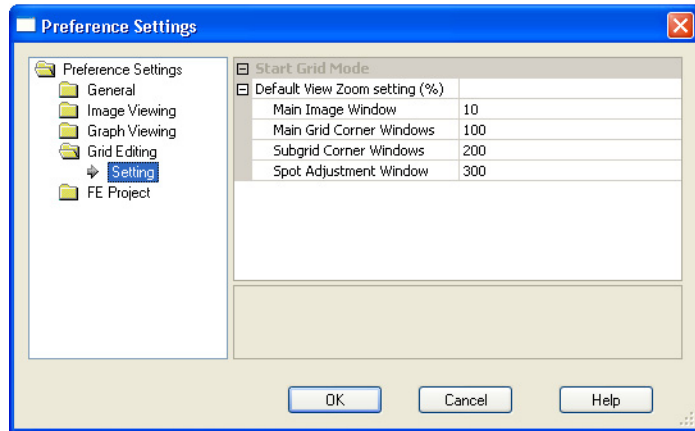 Preference Settings
Preference Settings
General
Image Viewing
Graph Viewing
Grid Editing
Setting
FE Project
Start Grid Mode
Default View Zoom setting (%)
Main Image Window 10
Main Grid Corner Windows 100
Subgrid Corner Windows 200
Spot Adjustment Window 300
OK Cancel Help